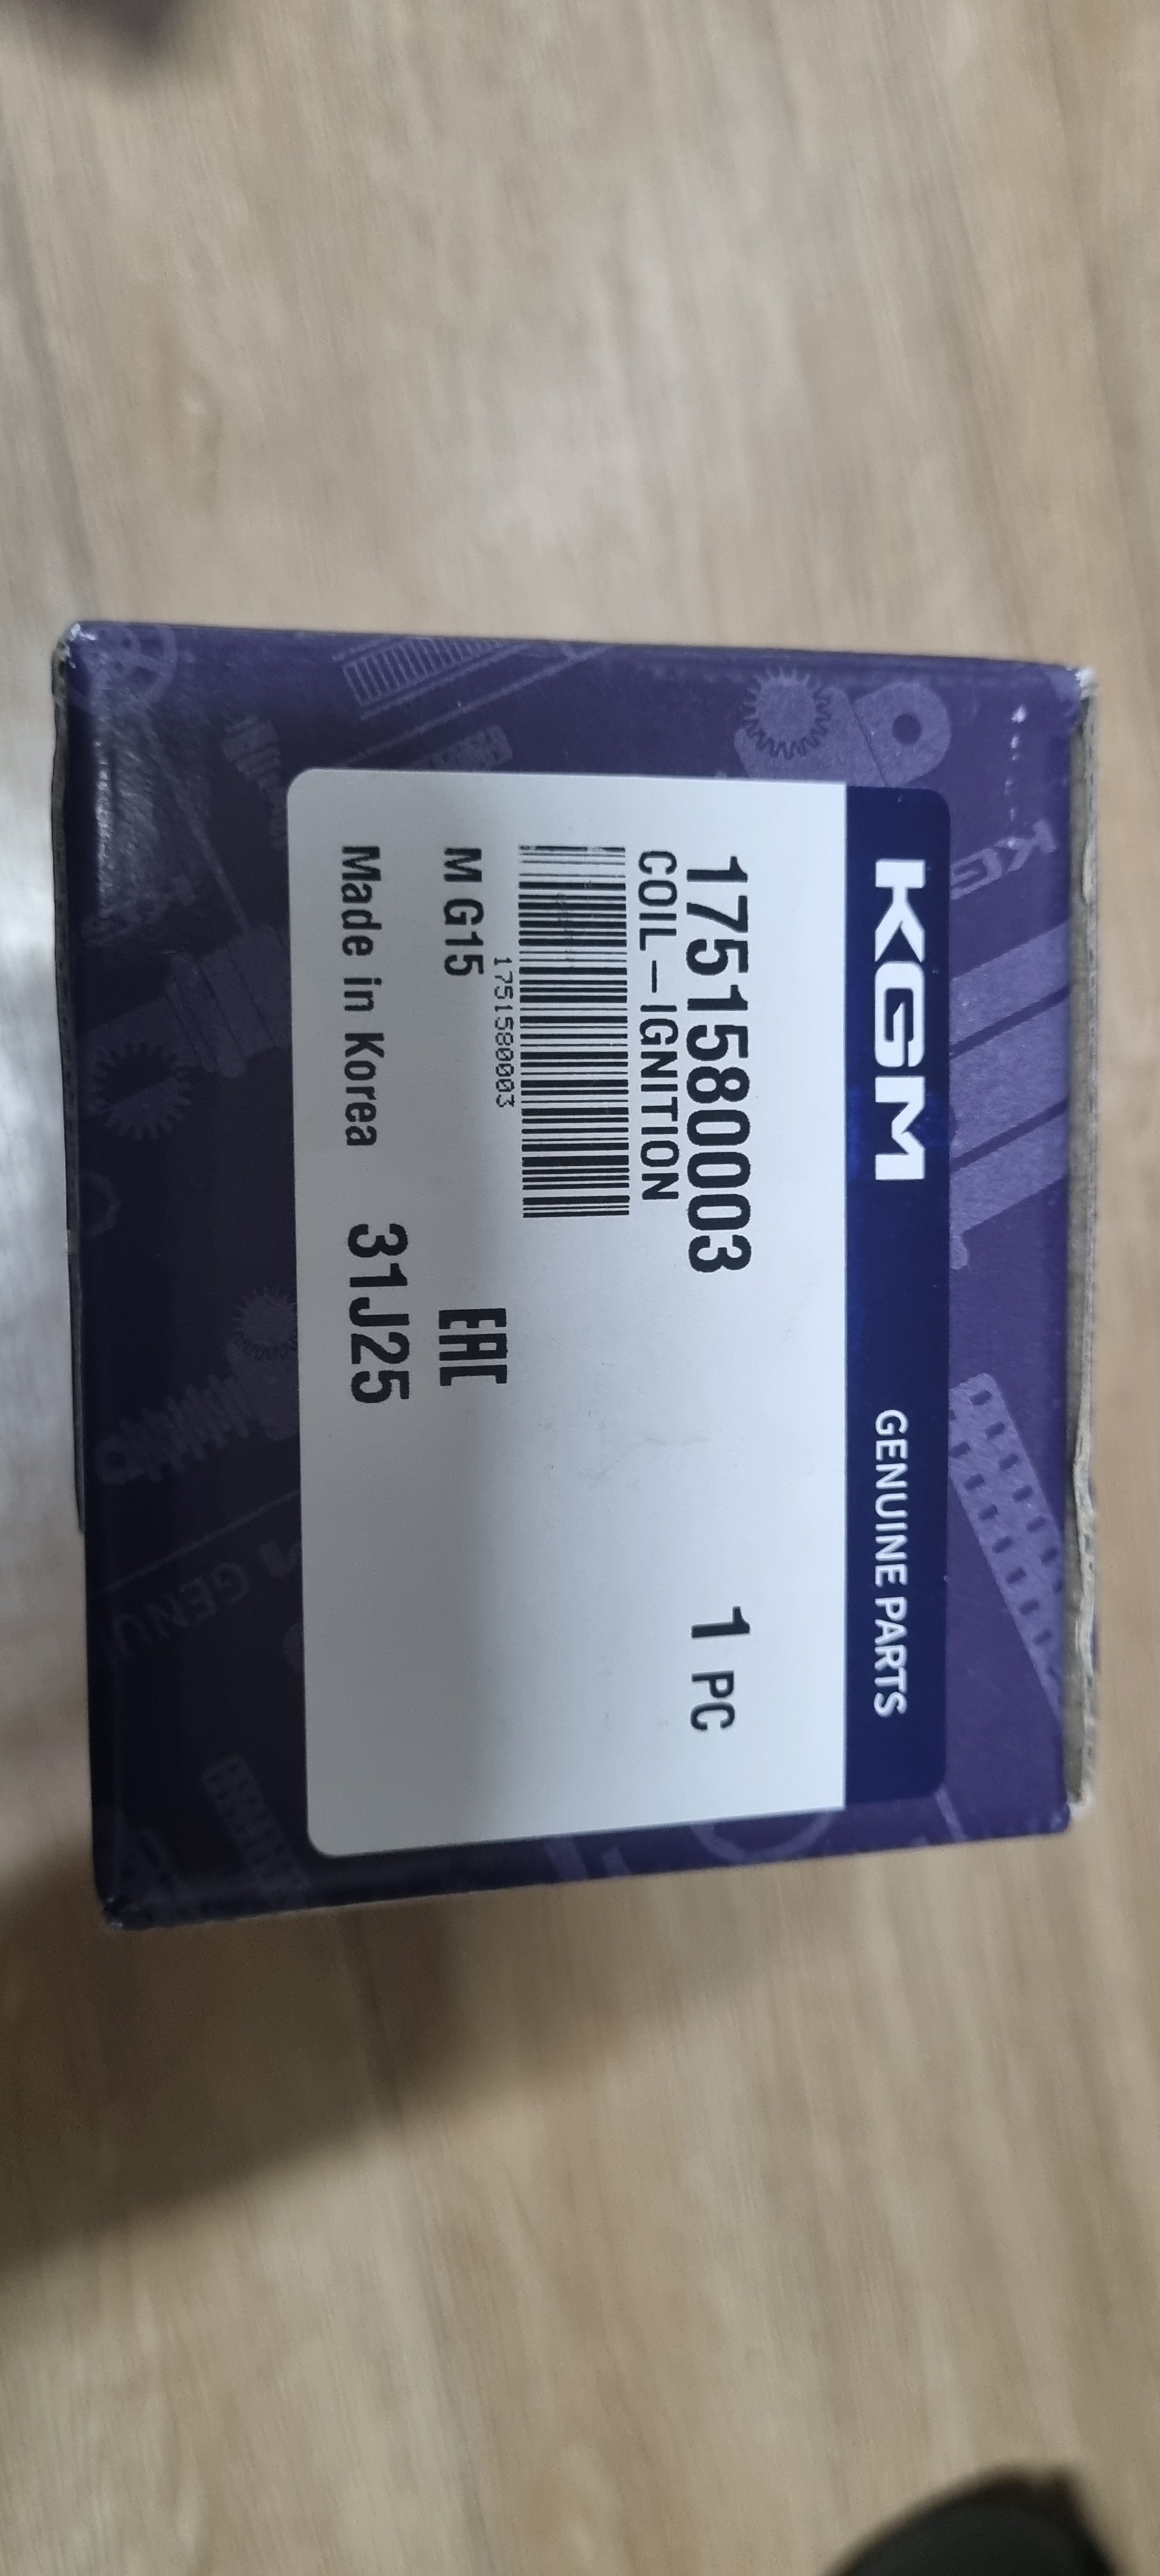 KGM GENUINE PARTS
1751580003 1 PC
COIL-IGNITION
1751580003
M G15 EAC
Made in Korea 31J25